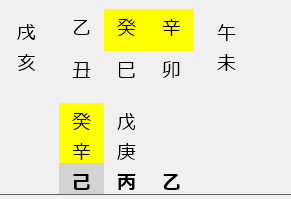 戌 乙 癸 辛 午
亥 丑 巳 卯 未
癸 戊
辛 庚
己 丙 乙